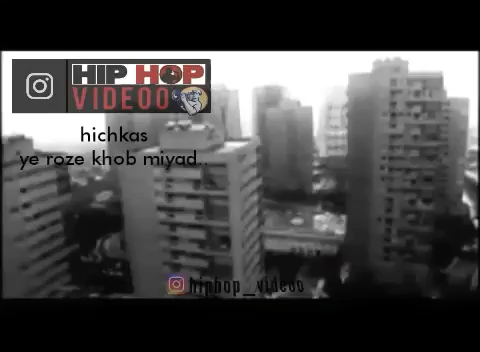 HIP HOP
VIDEOO
hichkas
ye roze khob miyad..
hiphop_videoo